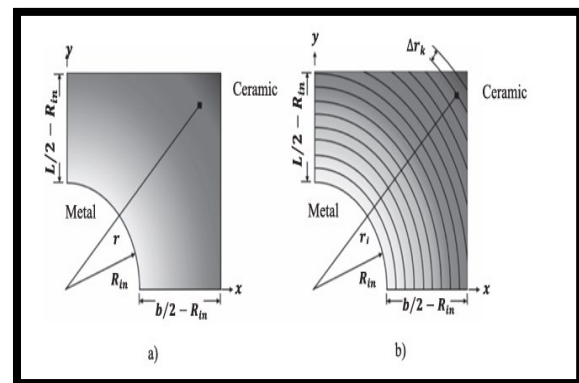 y
L/2 − R_in
Ceramic
Metal
r
R_in
x
b/2 − R_in
a)
y
Δr_k
L/2 − R_in
Ceramic
Metal
r_i
R_in
x
b/2 − R_in
b)